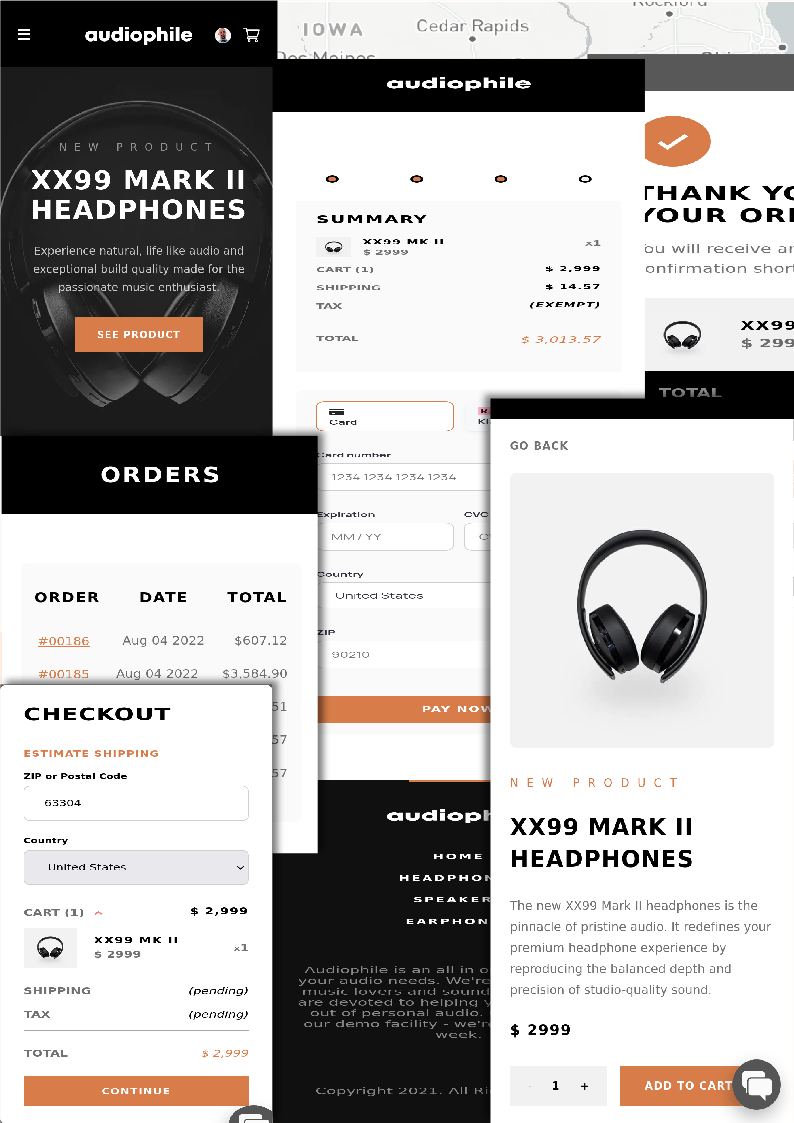 audiophile
NEW PRODUCT
XX99 MARK II
HEADPHONES
Experience natural, life like audio and
exceptional build quality made for the
passionate music enthusiast.
SEE PRODUCT
IOWA
Cedar Rapids
Des Moines
Rockford
audiophile
SUMMARY
XX99 MK II
$ 2999
x1
CART (1)
$ 2,999
SHIPPING
$ 14.57
TAX
(EXEMPT)
TOTAL
$ 3,013.57
Card
Card number
1234 1234 1234 1234
Expiration
CVC
MM / YY
Country
United States
ZIP
90210
PAY NOW
THANK YO
YOUR OR
ou will receive
onfirmation short
XX99
$ 299
TOTAL
ORDERS
ORDER
DATE
TOTAL
#00186
Aug 04 2022
$607.12
#00185
Aug 04 2022
$3,584.90
51
57
57
CHECKOUT
ESTIMATE SHIPPING
ZIP or Postal Code
63304
Country
United States
CART (1)
$ 2,999
XX99 MK II
$ 2999
x1
SHIPPING
(pending)
TAX
(pending)
TOTAL
$ 2,999
CONTINUE
audioph
HOME
HEADPHON
SPEAKER
EARPHON
Audiophile is an all in o
your audio needs. We're
music lovers and sound
are devoted to helping y
out of personal audio.
our demo facility - we're
week.
Copyright 2021. All Ri
GO BACK
NEW PRODUCT
XX99 MARK II
HEADPHONES
The new XX99 Mark II headphones is the
pinnacle of pristine audio. It redefines your
premium headphone experience by
reproducing the balanced depth and
precision of studio-quality sound.
$ 2999
- 1 +
ADD TO CART